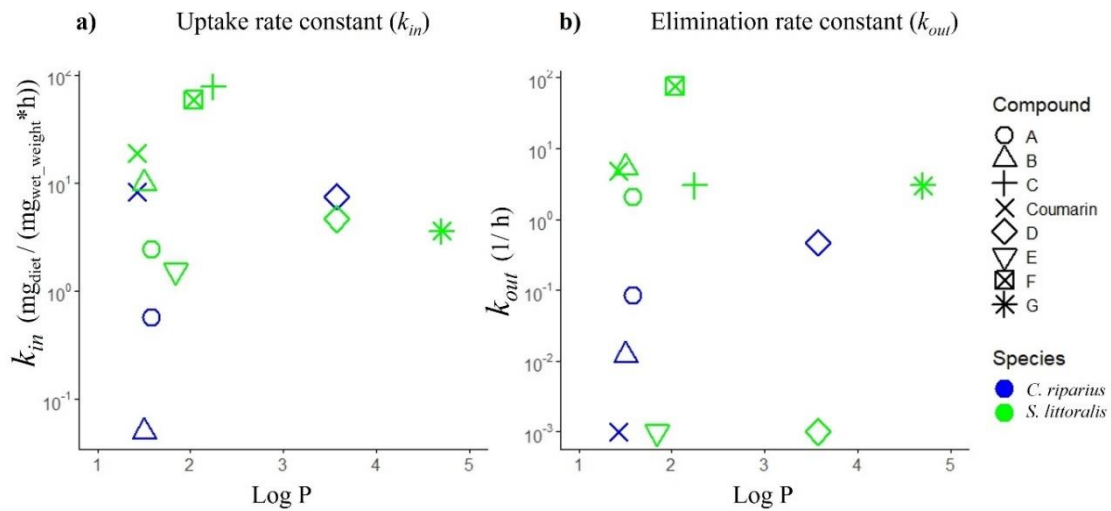 a) Uptake rate constant (kin)
b) Elimination rate constant (kout)
kin (mgdiet / (mgwet_weight*h))
10²
10¹
10⁰
10⁻¹
1 2 3 4 5
Log P
kout (1/ h)
10²
10¹
10⁰
10⁻¹
10⁻²
10⁻³
1 2 3 4 5
Log P
Compound
A
B
C
Coumarin
D
E
F
G
Species
C. riparius
S. littoralis